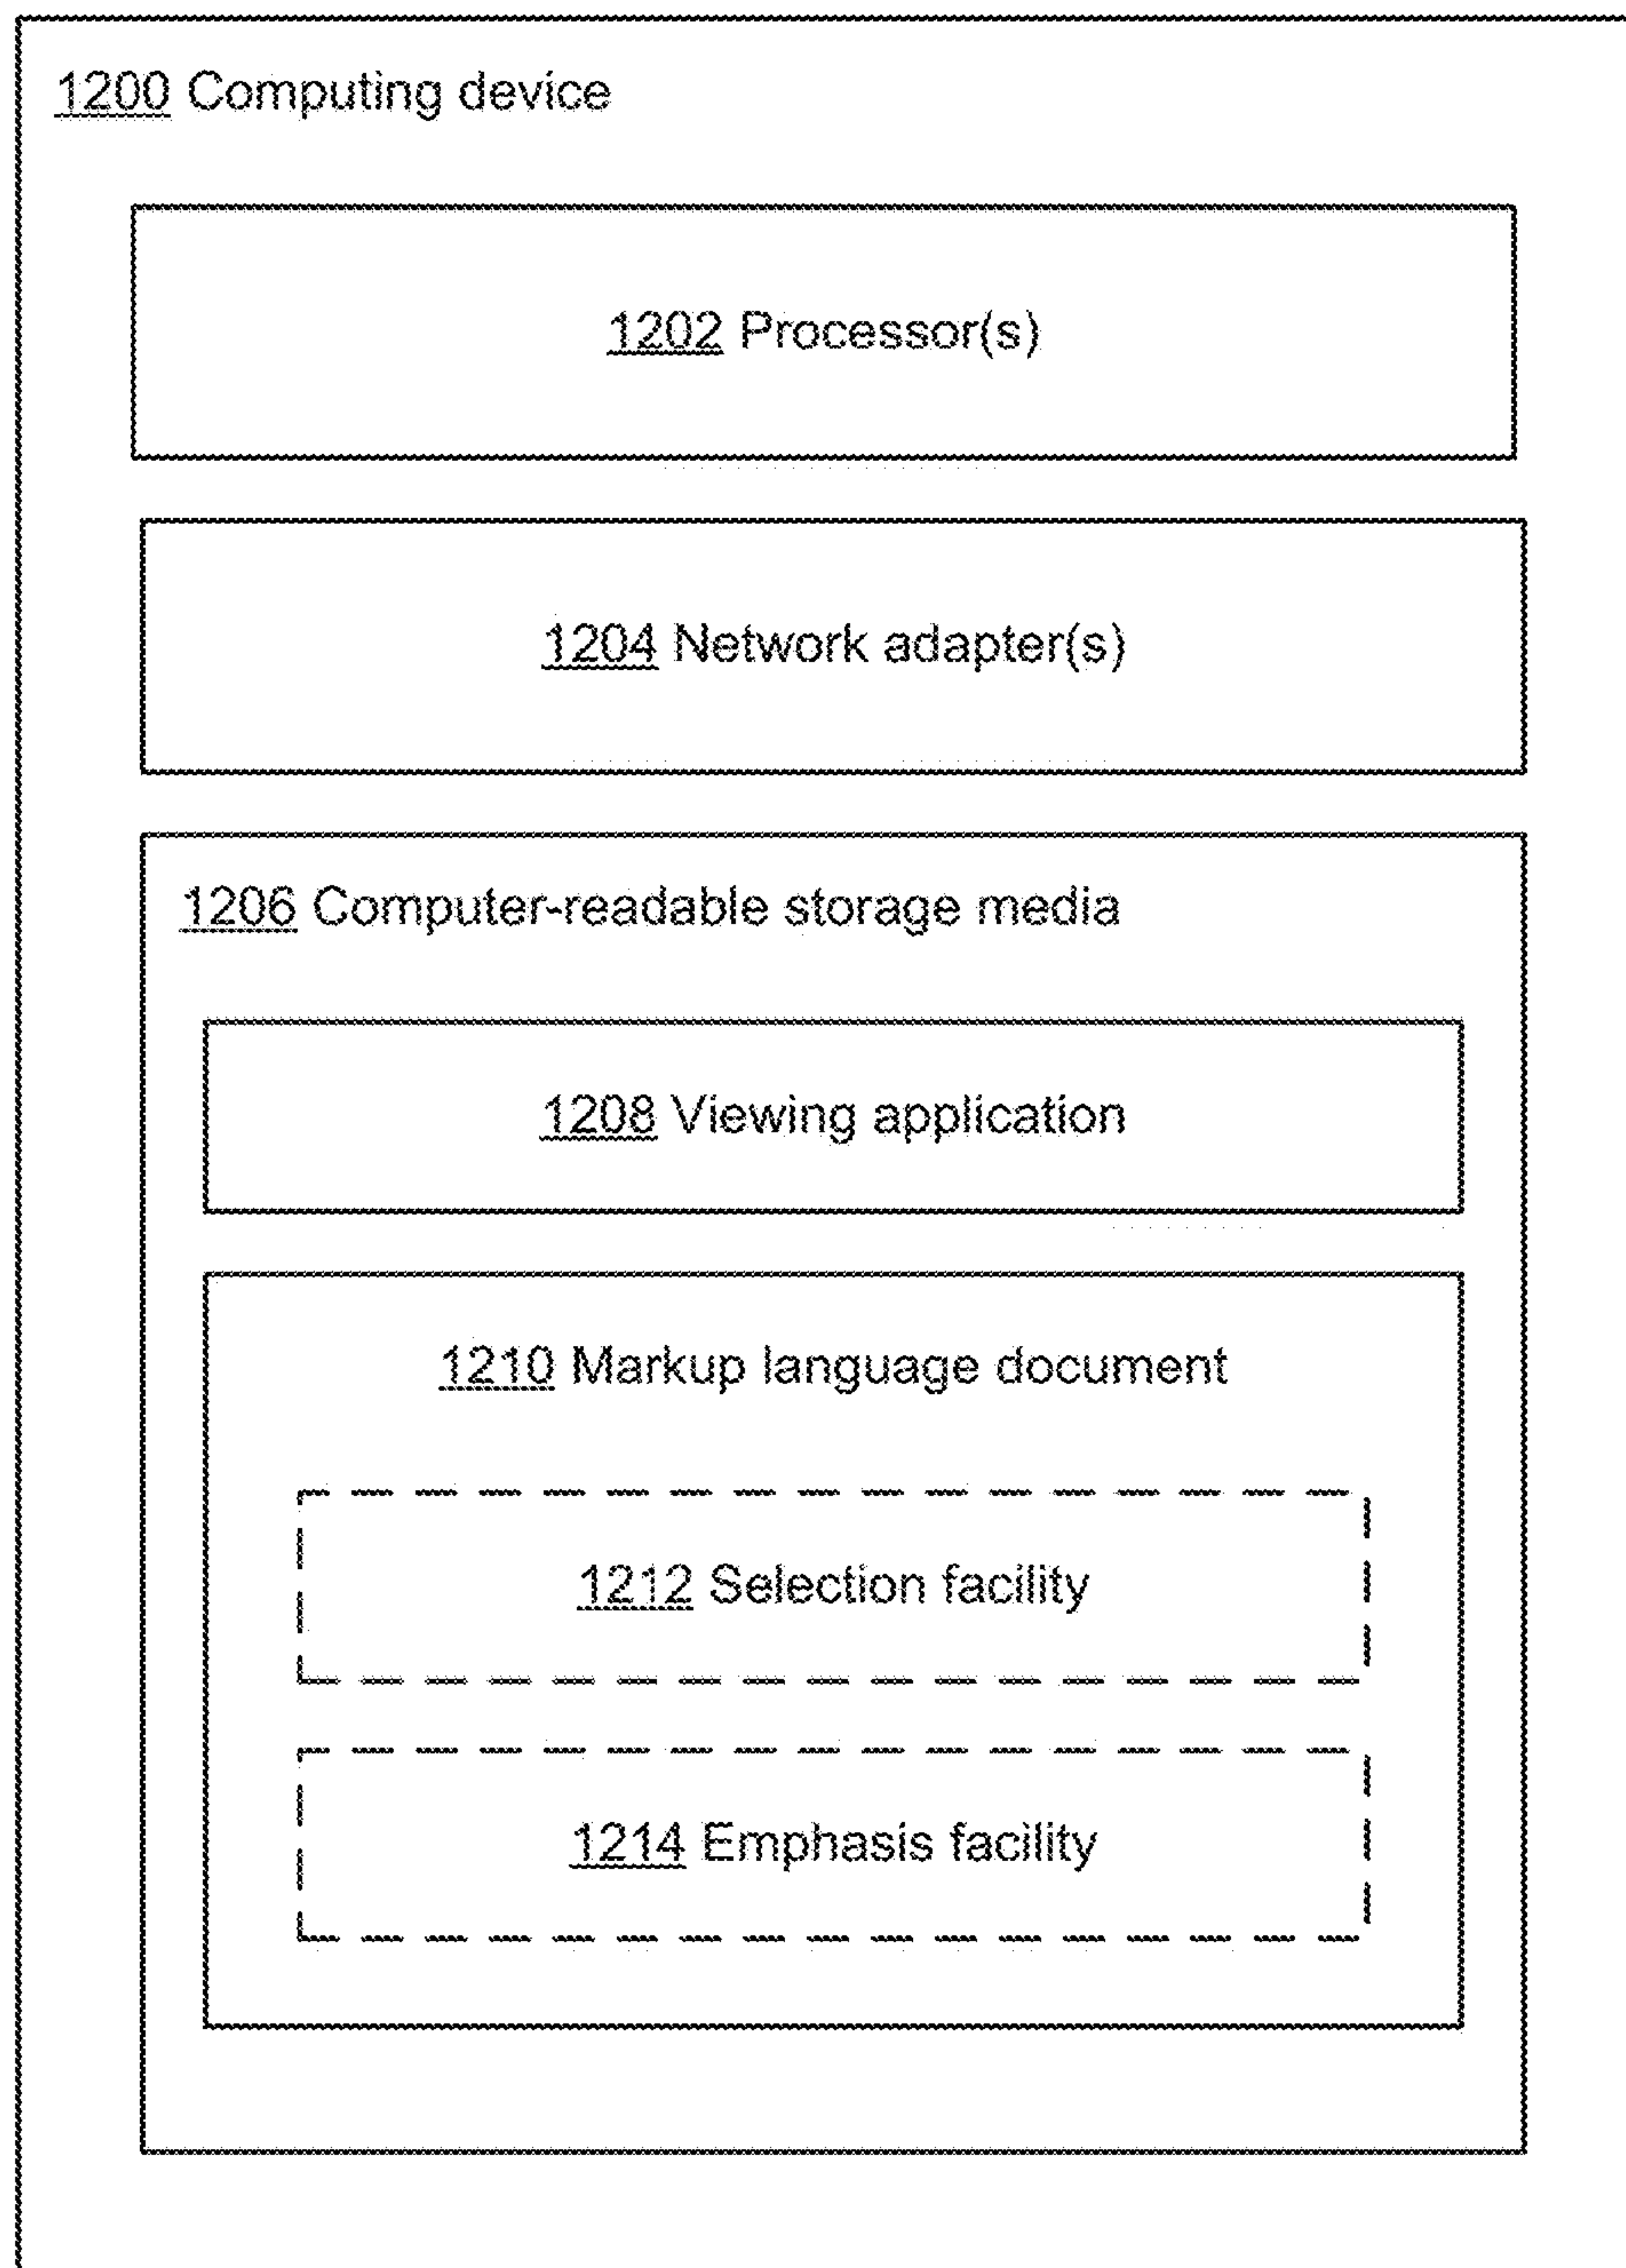 1200 Computing device
1202 Processor(s)
1204 Network adapter(s)
1206 Computer-readable storage media
1208 Viewing application
1210 Markup language document
1212 Selection facility
1214 Emphasis facility